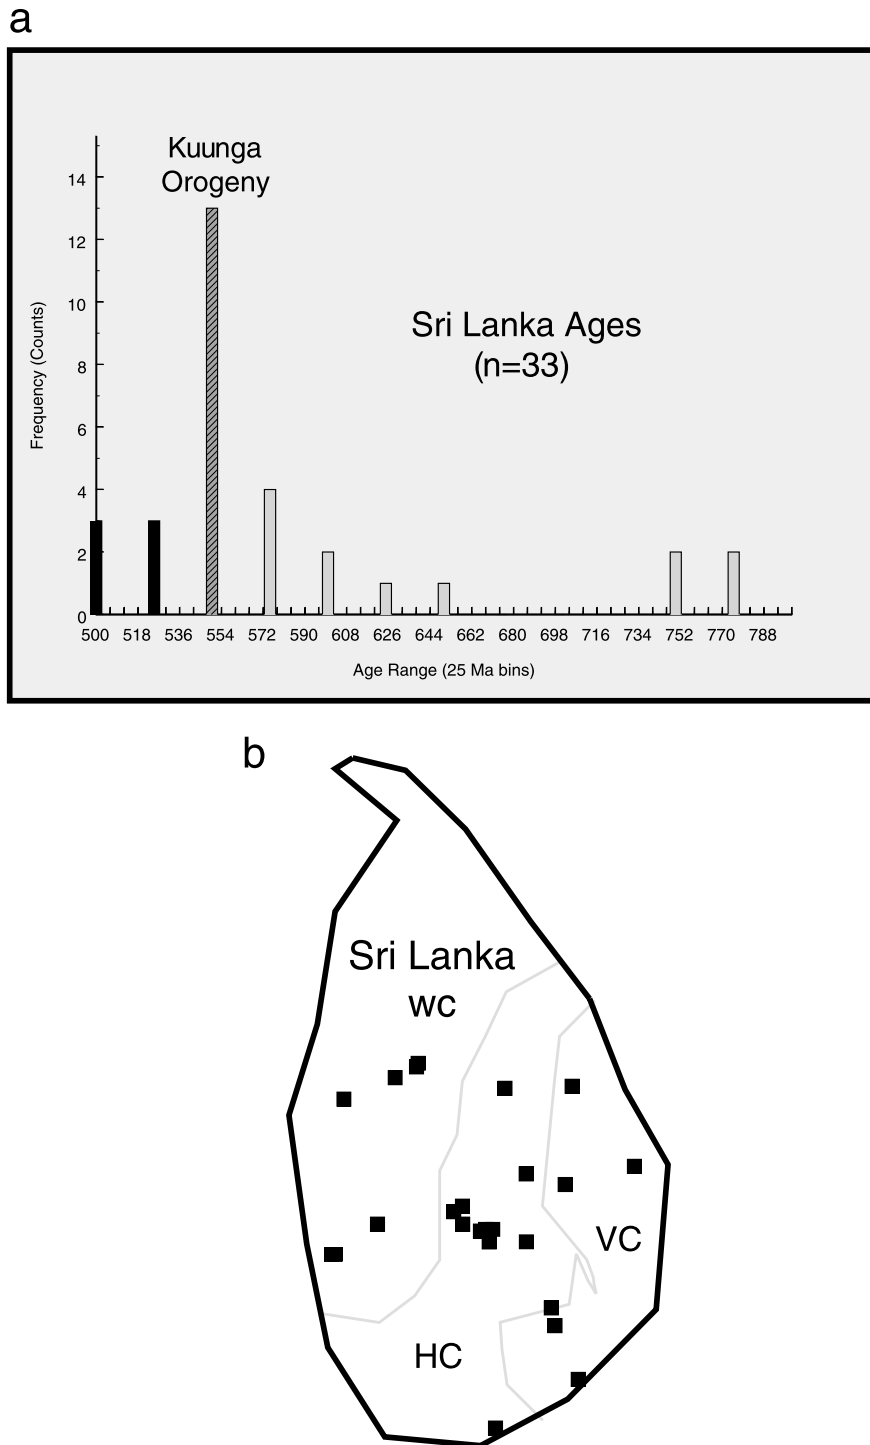 a
Kuunga
Orogeny
14
12
10
8
6
4
2
0
Frequency (Counts)
Sri Lanka Ages
(n=33)
500 518 536 554 572 590 608 626 644 662 680 698 716 734 752 770 788
Age Range (25 Ma bins)
b
Sri Lanka
WC
VC
HC